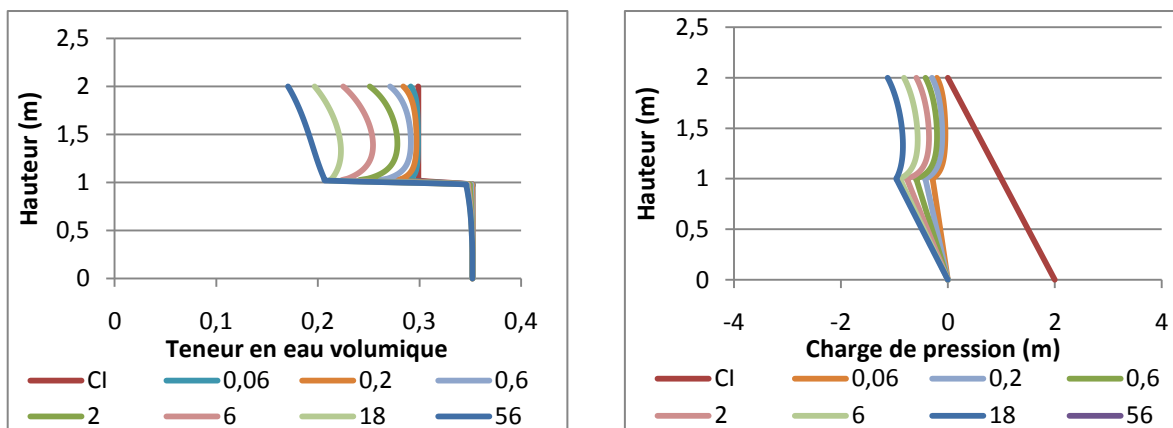 2,5
2
1,5
1
0,5
0
Hauteur (m)
0 0,1 0,2 0,3 0,4
Teneur en eau volumique
CI 0,06 0,2 0,6
2 6 18 56
2,5
2
1,5
1
0,5
0
Hauteur (m)
-4 -2 0 2 4
Charge de pression (m)
CI 0,06 0,2 0,6
2 6 18 56